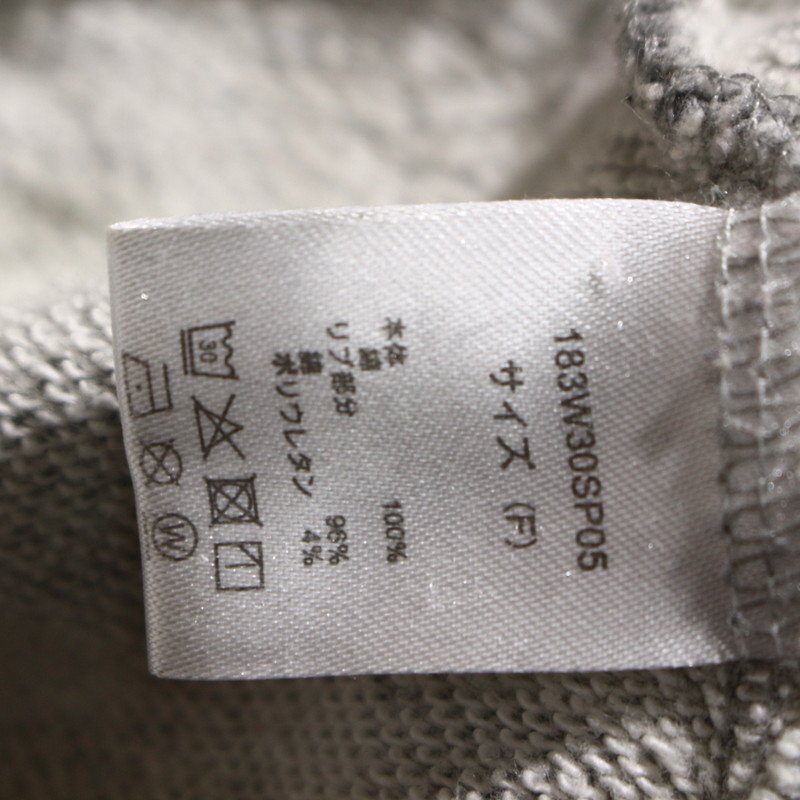 183W30SP05
サイズ (F)
本体
綿 100%
リブ部分
綿 96%
ポリウレタン 4%
30
W